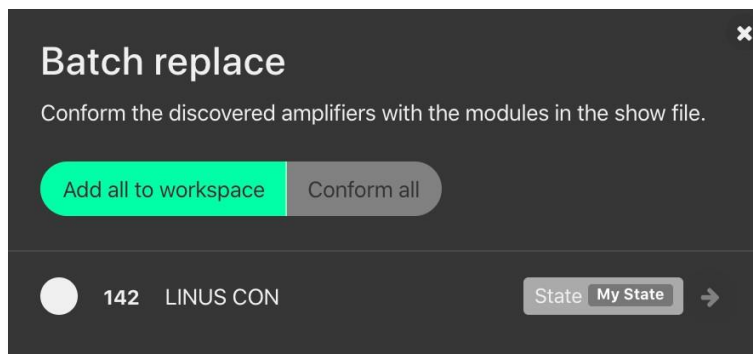 Batch replace
Conform the discovered amplifiers with the modules in the show file.
Add all to workspace Conform all
142 LINUS CON State My State